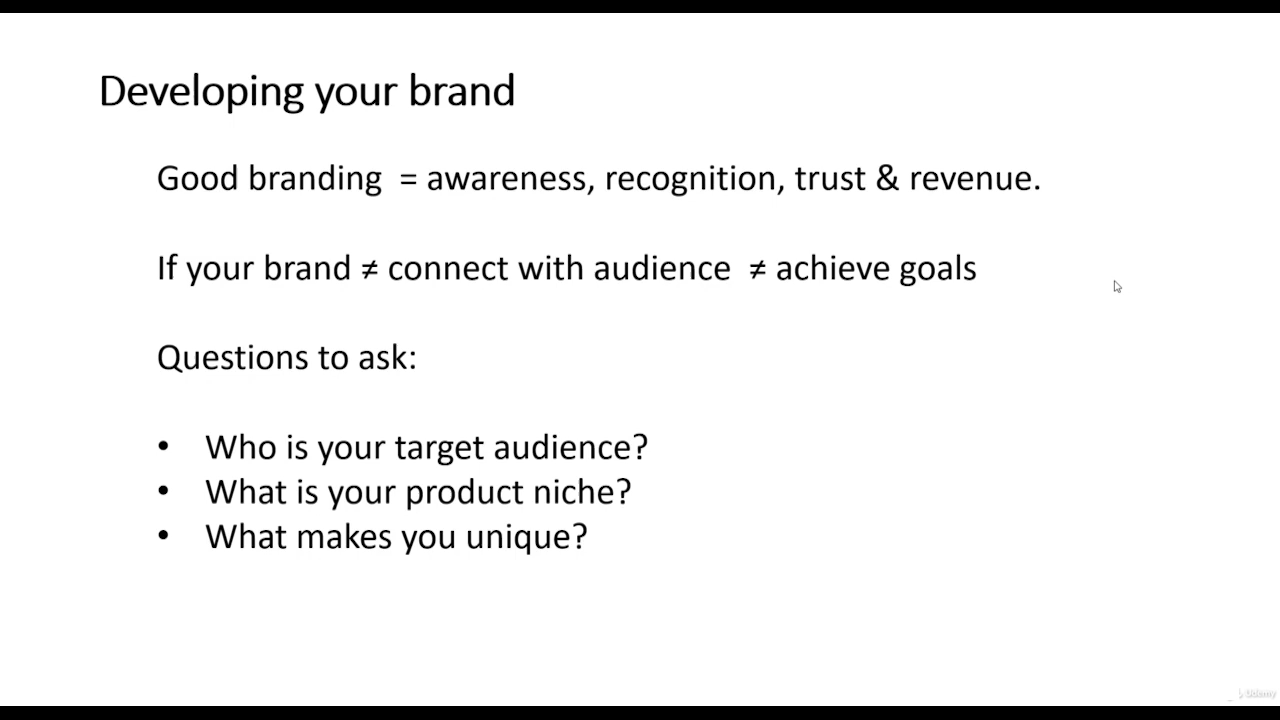 Developing your brand
Good branding = awareness, recognition, trust & revenue.
If your brand ≠ connect with audience ≠ achieve goals
Questions to ask:
• Who is your target audience?
• What is your product niche?
• What makes you unique?
Udemy